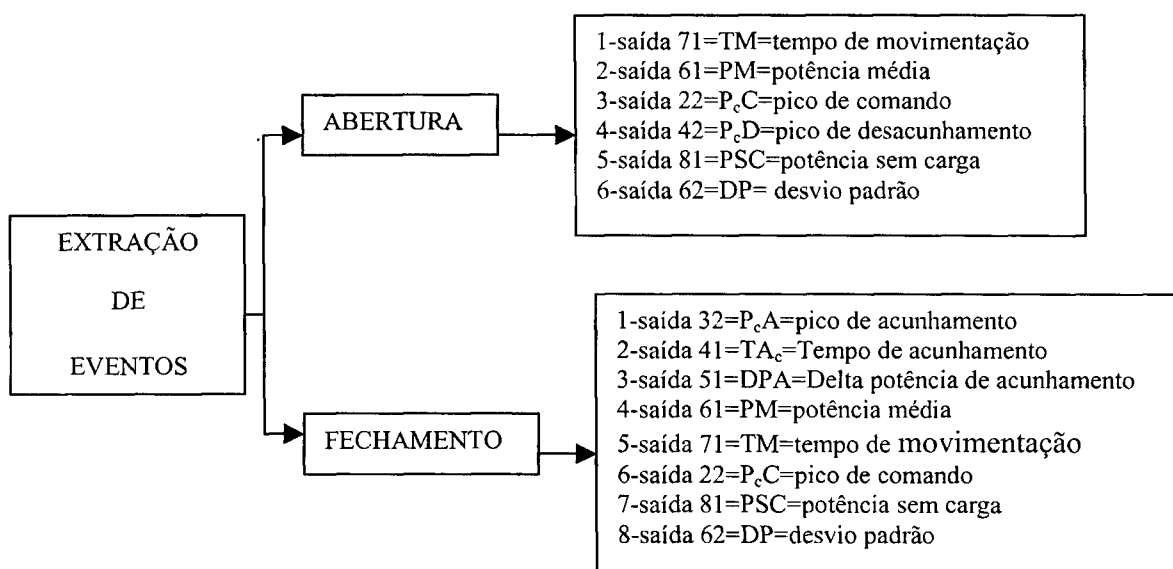 EXTRAÇÃO
DE
EVENTOS
ABERTURA
1-saída 71=TM=tempo de movimentação
2-saída 61=PM=potência média
3-saída 22=PcC=pico de comando
4-saída 42=PcD=pico de desacunhamento
5-saída 81=PSC=potência sem carga
6-saída 62=DP= desvio padrão
FECHAMENTO
1-saída 32=PcA=pico de acunhamento
2-saída 41=TAc=Tempo de acunhamento
3-saída 51=DPA=Delta potência de acunhamento
4-saída 61=PM=potência média
5-saída 71=TM=tempo de movimentação
6-saída 22=PcC=pico de comando
7-saída 81=PSC=potência sem carga
8-saída 62=DP=desvio padrão